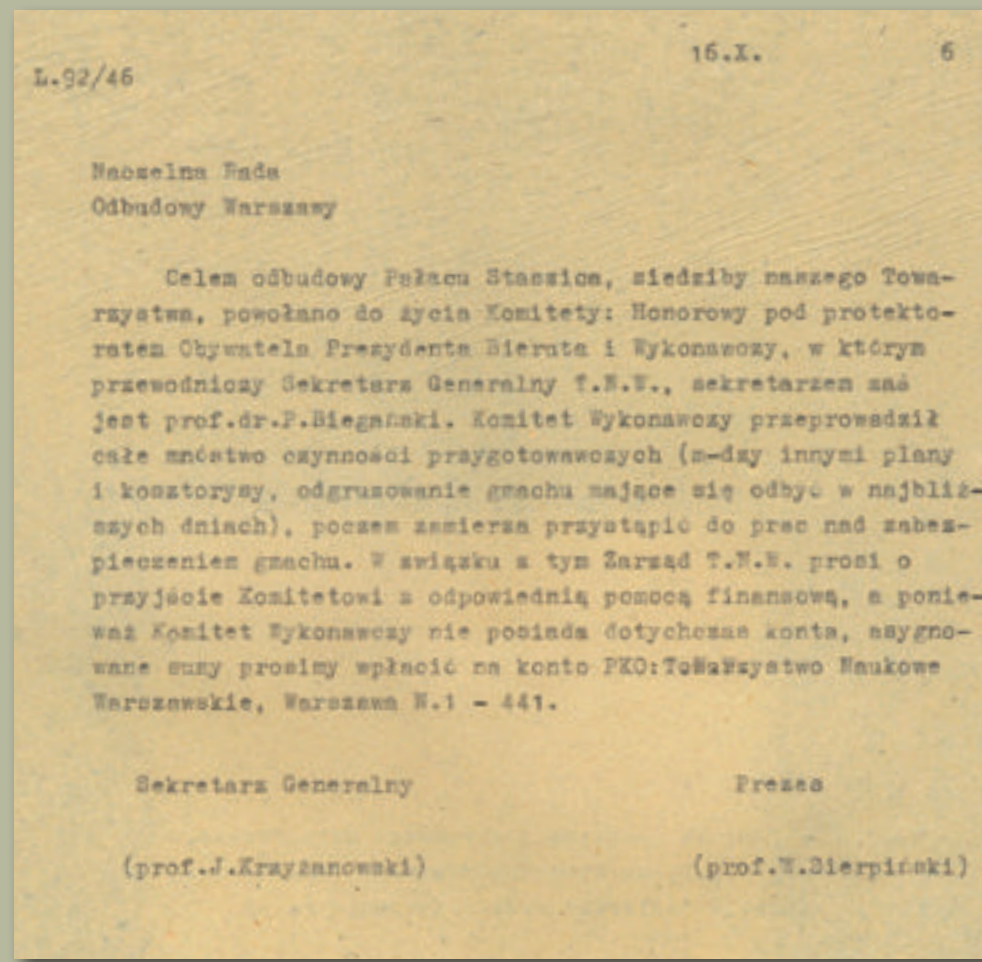 16.X. 6
L.92/46
Naczelna Rada
Odbudowy Warszawy
Celem odbudowy Pałacu Staszica, siedziby naszego Towa-
rzystwa, powołano do życia Komitety: Honorowy pod protekto-
ratem Obywatela Prezydenta Bieruta i Wykonawczy, w którym
przewodniczy Sekretarz Generalny T.N.W., sekretarzem zaś
jest prof.dr.P.Biegański. Komitet Wykonawczy przeprowadził
całe mnóstwo czynności przygotowawczych (m-dzy innymi plany
i kosztorysy, odgruzowanie gmachu mające się odbyć w najbliż-
szych dniach), poczem zamierza przystąpić do prac nad zabez-
pieczeniem gmachu. W związku z tym Zarząd T.N.W. prosi o
przyjście Komitetowi z odpowiednią pomocą finansową, a ponie-
waż Komitet Wykonawczy nie posiada dotychczas konta, asygno-
wane sumy prosimy wpłacić na konto PKO: Naukowe
Warszawskie, Warszawa N.1 - 441.
Sekretarz Generalny Prezes
(prof.J.Krzyżanowski) (prof.W.Sierpiński)